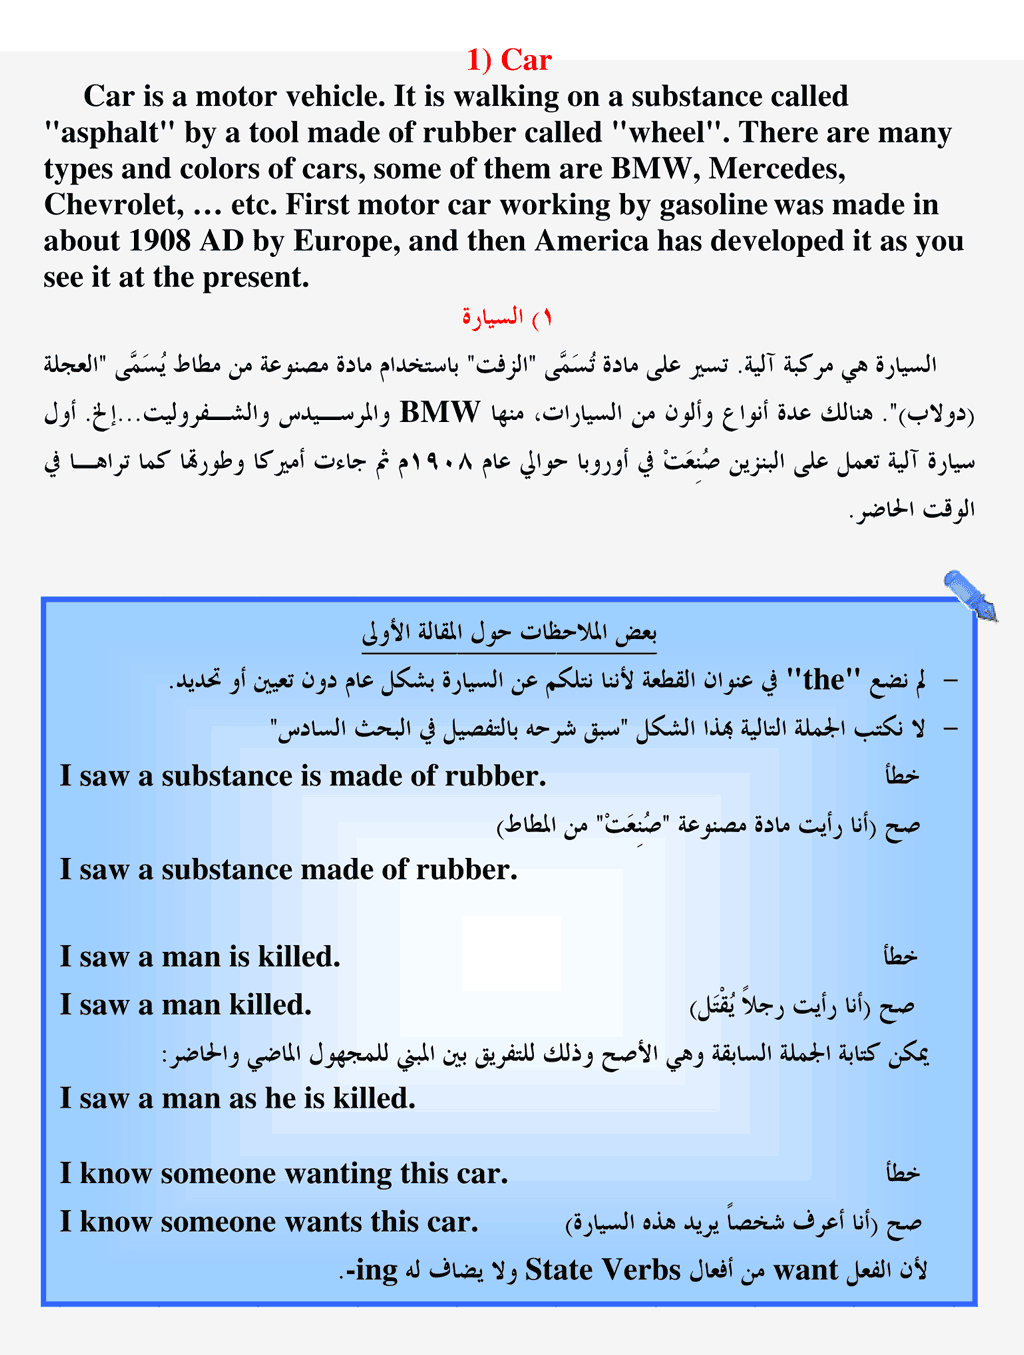 1) Car
Car is a motor vehicle. It is walking on a substance called
"asphalt" by a tool made of rubber called "wheel". There are many
types and colors of cars, some of them are BMW, Mercedes,
Chevrolet, … etc. First motor car working by gasoline was made in
about 1908 AD by Europe, and then America has developed it as you
see it at the present.
١) السيارة
السيارة هي مركبة آلية. تسير على مادة تُسَمَّى "الزفت" باستخدام مادة مصنوعة من مطاط يُسَمَّى "العجلة
(دولاب)". هنالك عدة أنواع وألون من السيارات، منها BMW والمرسيدس والشفروليت...إلخ. أول
سيارة آلية تعمل على البنزين صُنِعَتْ في أوروبا حوالي عام ١٩٠٨م ثم جاءت أميركا وطورتها كما تراها في
الوقت الحاضر.
بعض الملاحظات حول المقالة الأولى
- لم نضع "the" في عنوان القطعة لأننا نتلكم عن السيارة بشكل عام دون تعيين أو تحديد.
- لا نكتب الجملة التالية بهذا الشكل "سبق شرحه بالتفصيل في البحث السادس"
I saw a substance is made of rubber. خطأ
صح (أنا رأيت مادة مصنوعة "صُنِعَتْ" من المطاط)
I saw a substance made of rubber.
I saw a man is killed. خطأ
I saw a man killed. صح (أنا رأيت رجلاً يُقْتَل)
يمكن كتابة الجملة السابقة وهي الأصح وذلك للتفريق بين المبني للمجهول الماضي والحاضر:
I saw a man as he is killed.
I know someone wanting this car. خطأ
I know someone wants this car. صح (أنا أعرف شخصاً يريد هذه السيارة)
لأن الفعل want من أفعال State Verbs ولا يضاف له ing-.